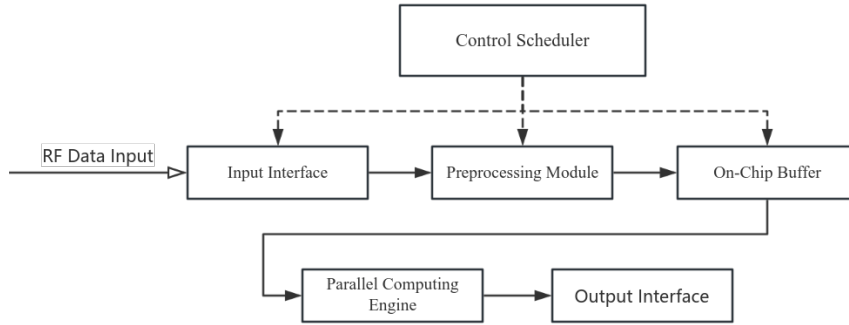 Control Scheduler
RF Data Input
Input Interface
Preprocessing Module
On-Chip Buffer
Parallel Computing
Engine
Output Interface